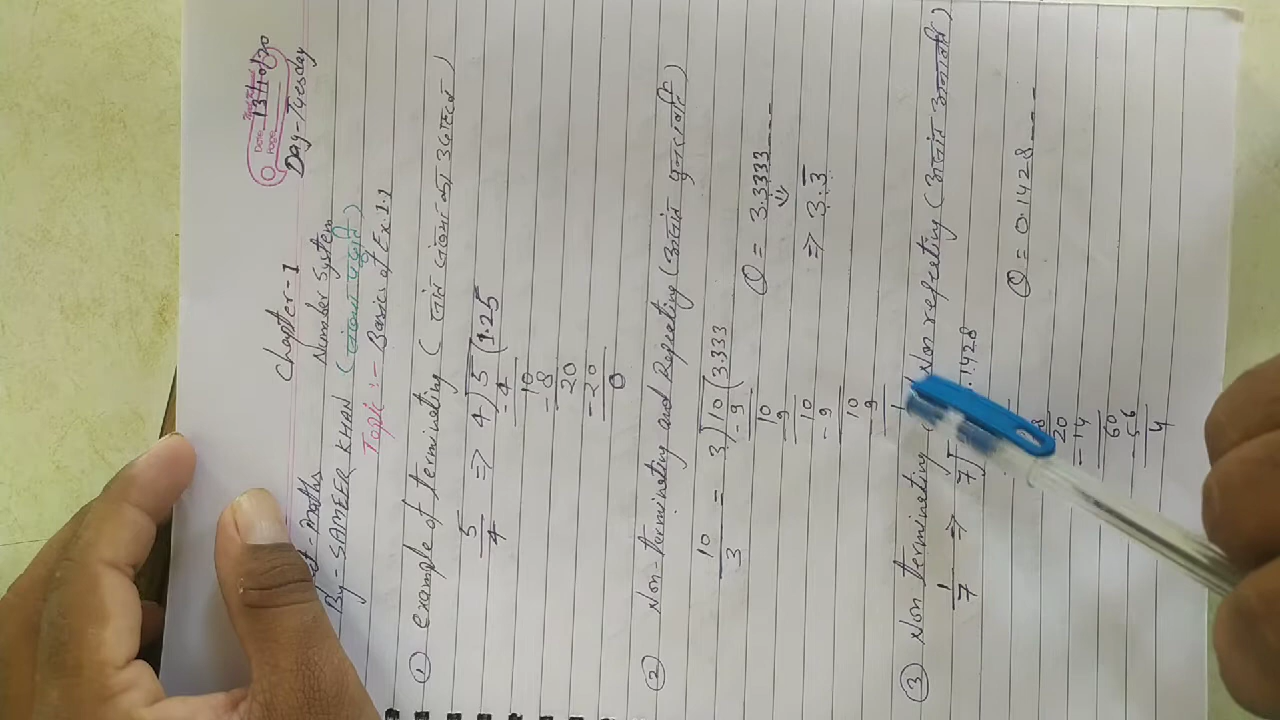 Date 13/10/20
Page
Day-Tuesday
Chapter-1
Number System
maths
By - SAMEER KHAN (संख्या पद्धति)
Topic :- Basics of Ex 1.1
① example of terminating (
5/4 => 4)5(1.25
-4
10
-8
20
-20
0
② Non-terminating and Repeating (
10/3 = 3)10(3.333
-9
10
9
10
-9
10
9
Q = 3.3333----
=> 3.3̅
③ Non terminating Non repeating (
1/7 => 7) .1428
20
-14
60
56
4
Q = 0.1428----